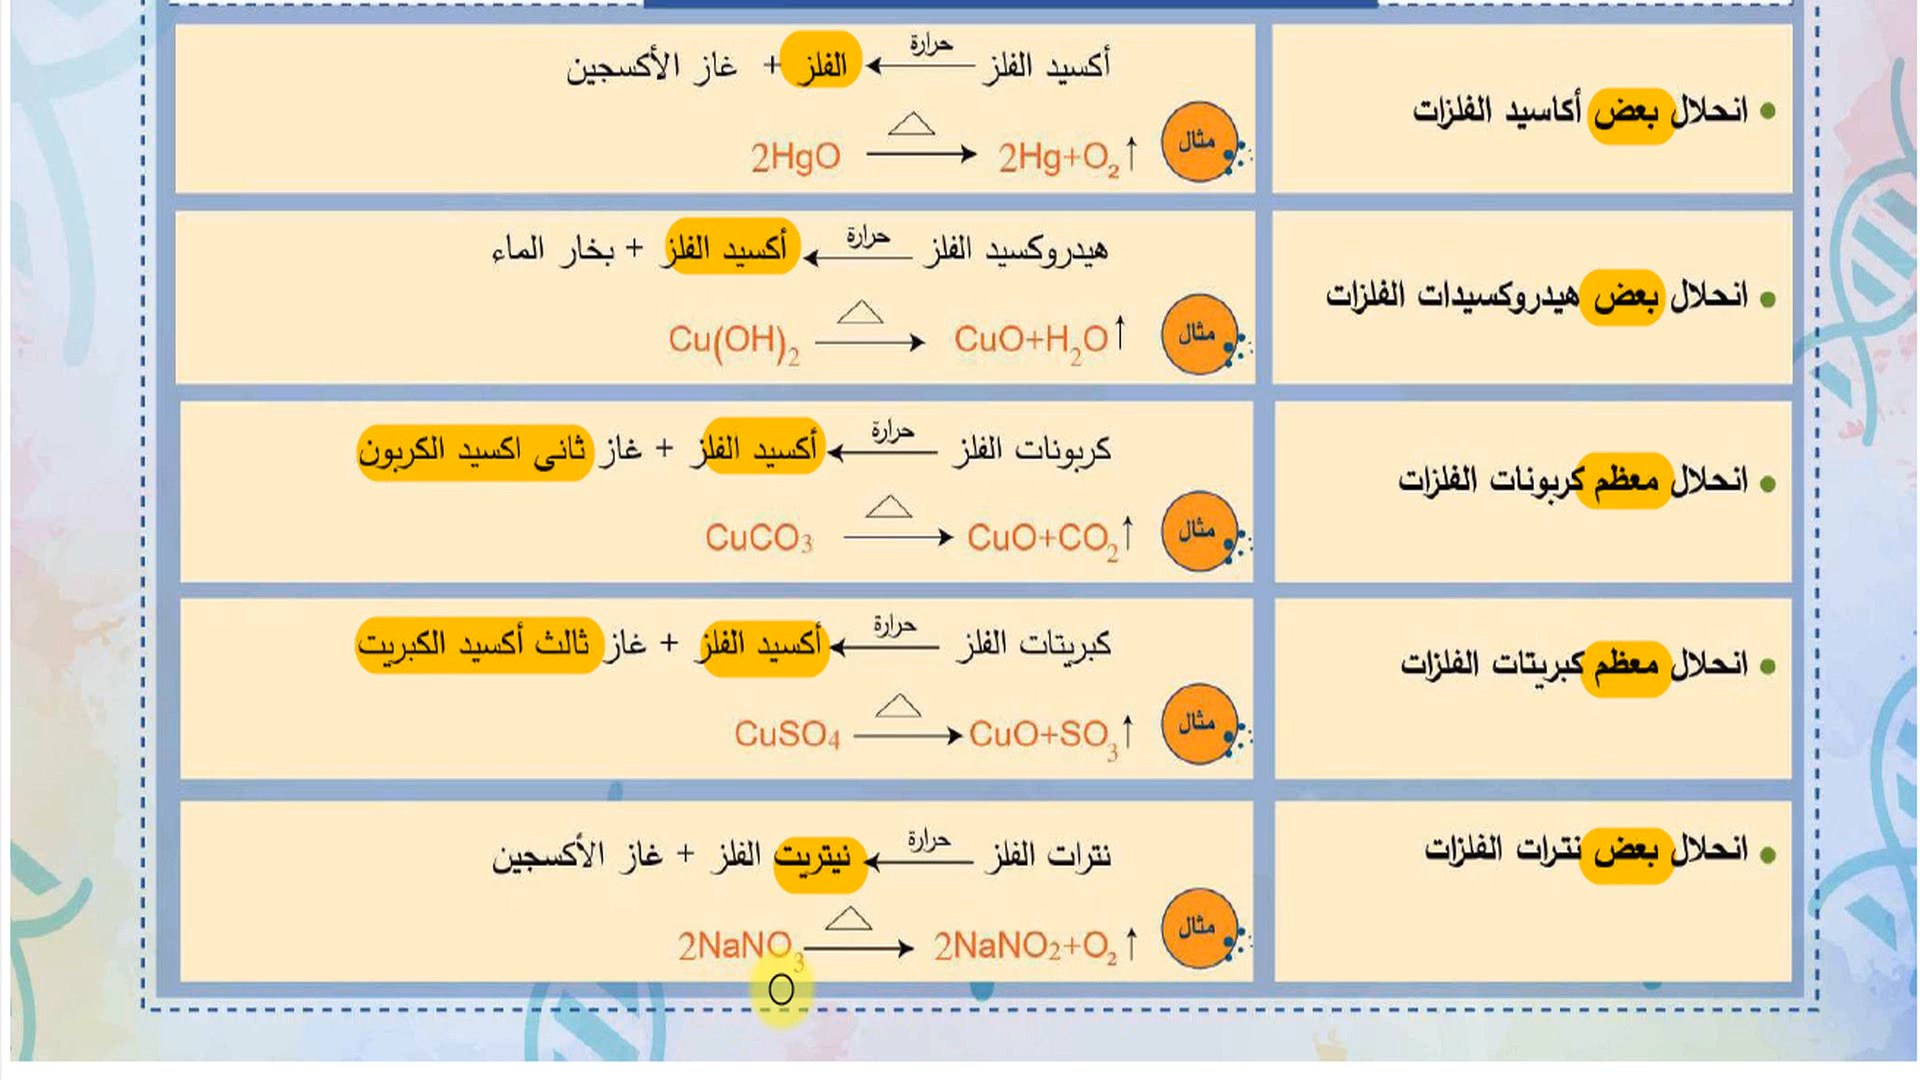 • انحلال بعض أكاسيد الفلزات
أكسيد الفلز حرارة الفلز + غاز الأكسجين
مثال
2HgO △ → 2Hg+O₂↑
• انحلال بعض هيدروكسيدات الفلزات
هيدروكسيد الفلز حرارة أكسيد الفلز + بخار الماء
مثال
Cu(OH)₂ △ → CuO+H₂O↑
• انحلال معظم كربونات الفلزات
كربونات الفلز حرارة أكسيد الفلز + غاز ثانى اكسيد الكربون
مثال
CuCO₃ △ → CuO+CO₂↑
• انحلال معظم كبريتات الفلزات
كبريتات الفلز حرارة أكسيد الفلز + غاز ثالث أكسيد الكبريت
مثال
CuSO₄ △ → CuO+SO₃↑
• انحلال بعض نترات الفلزات
نترات الفلز حرارة نيتريت الفلز + غاز الأكسجين
مثال
2NaNO₃ △ → 2NaNO₂+O₂↑